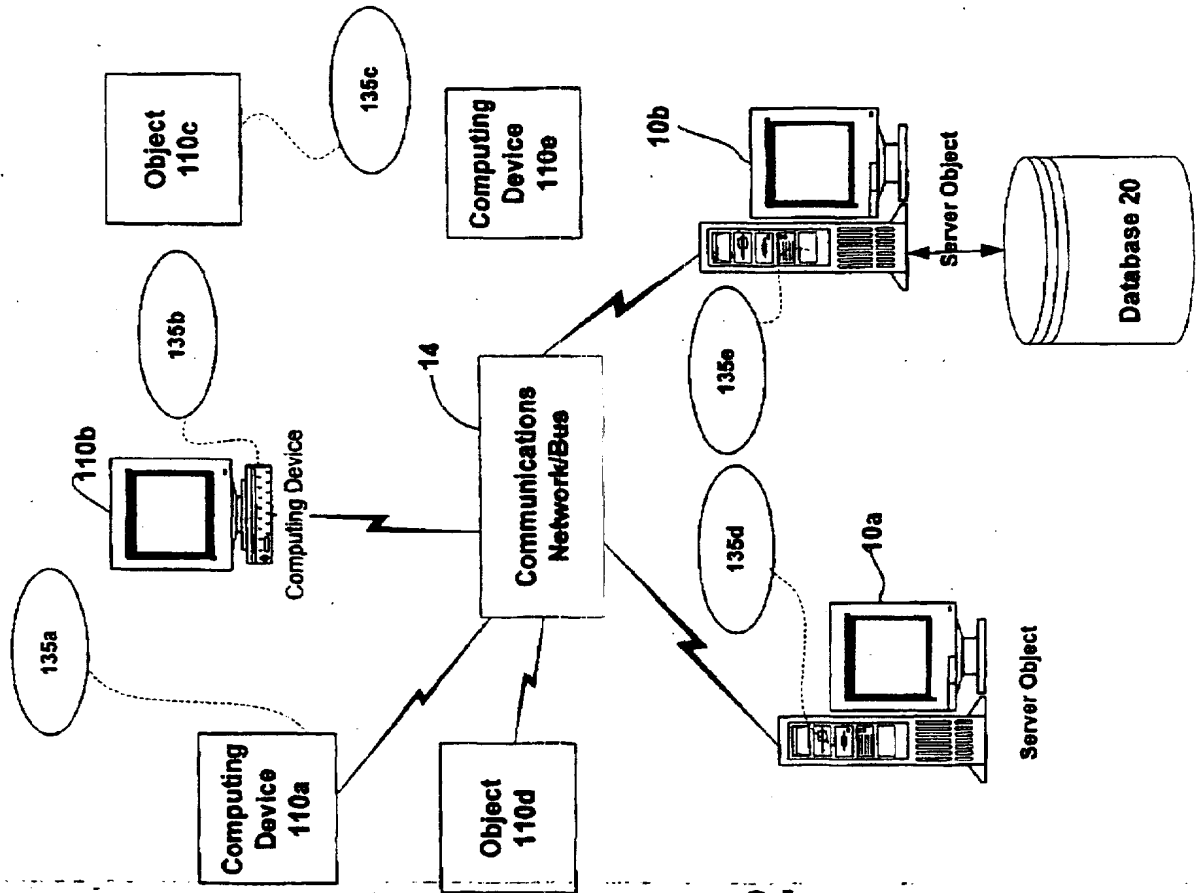 135a
110b
135b
Object
110c
135c
Computing
Device
110a
Computing Device
Object
110d
14
Communications
Network/Bus
Computing
Device
110e
135d
135e
10b
10a
Server Object
Server Object
Database 20